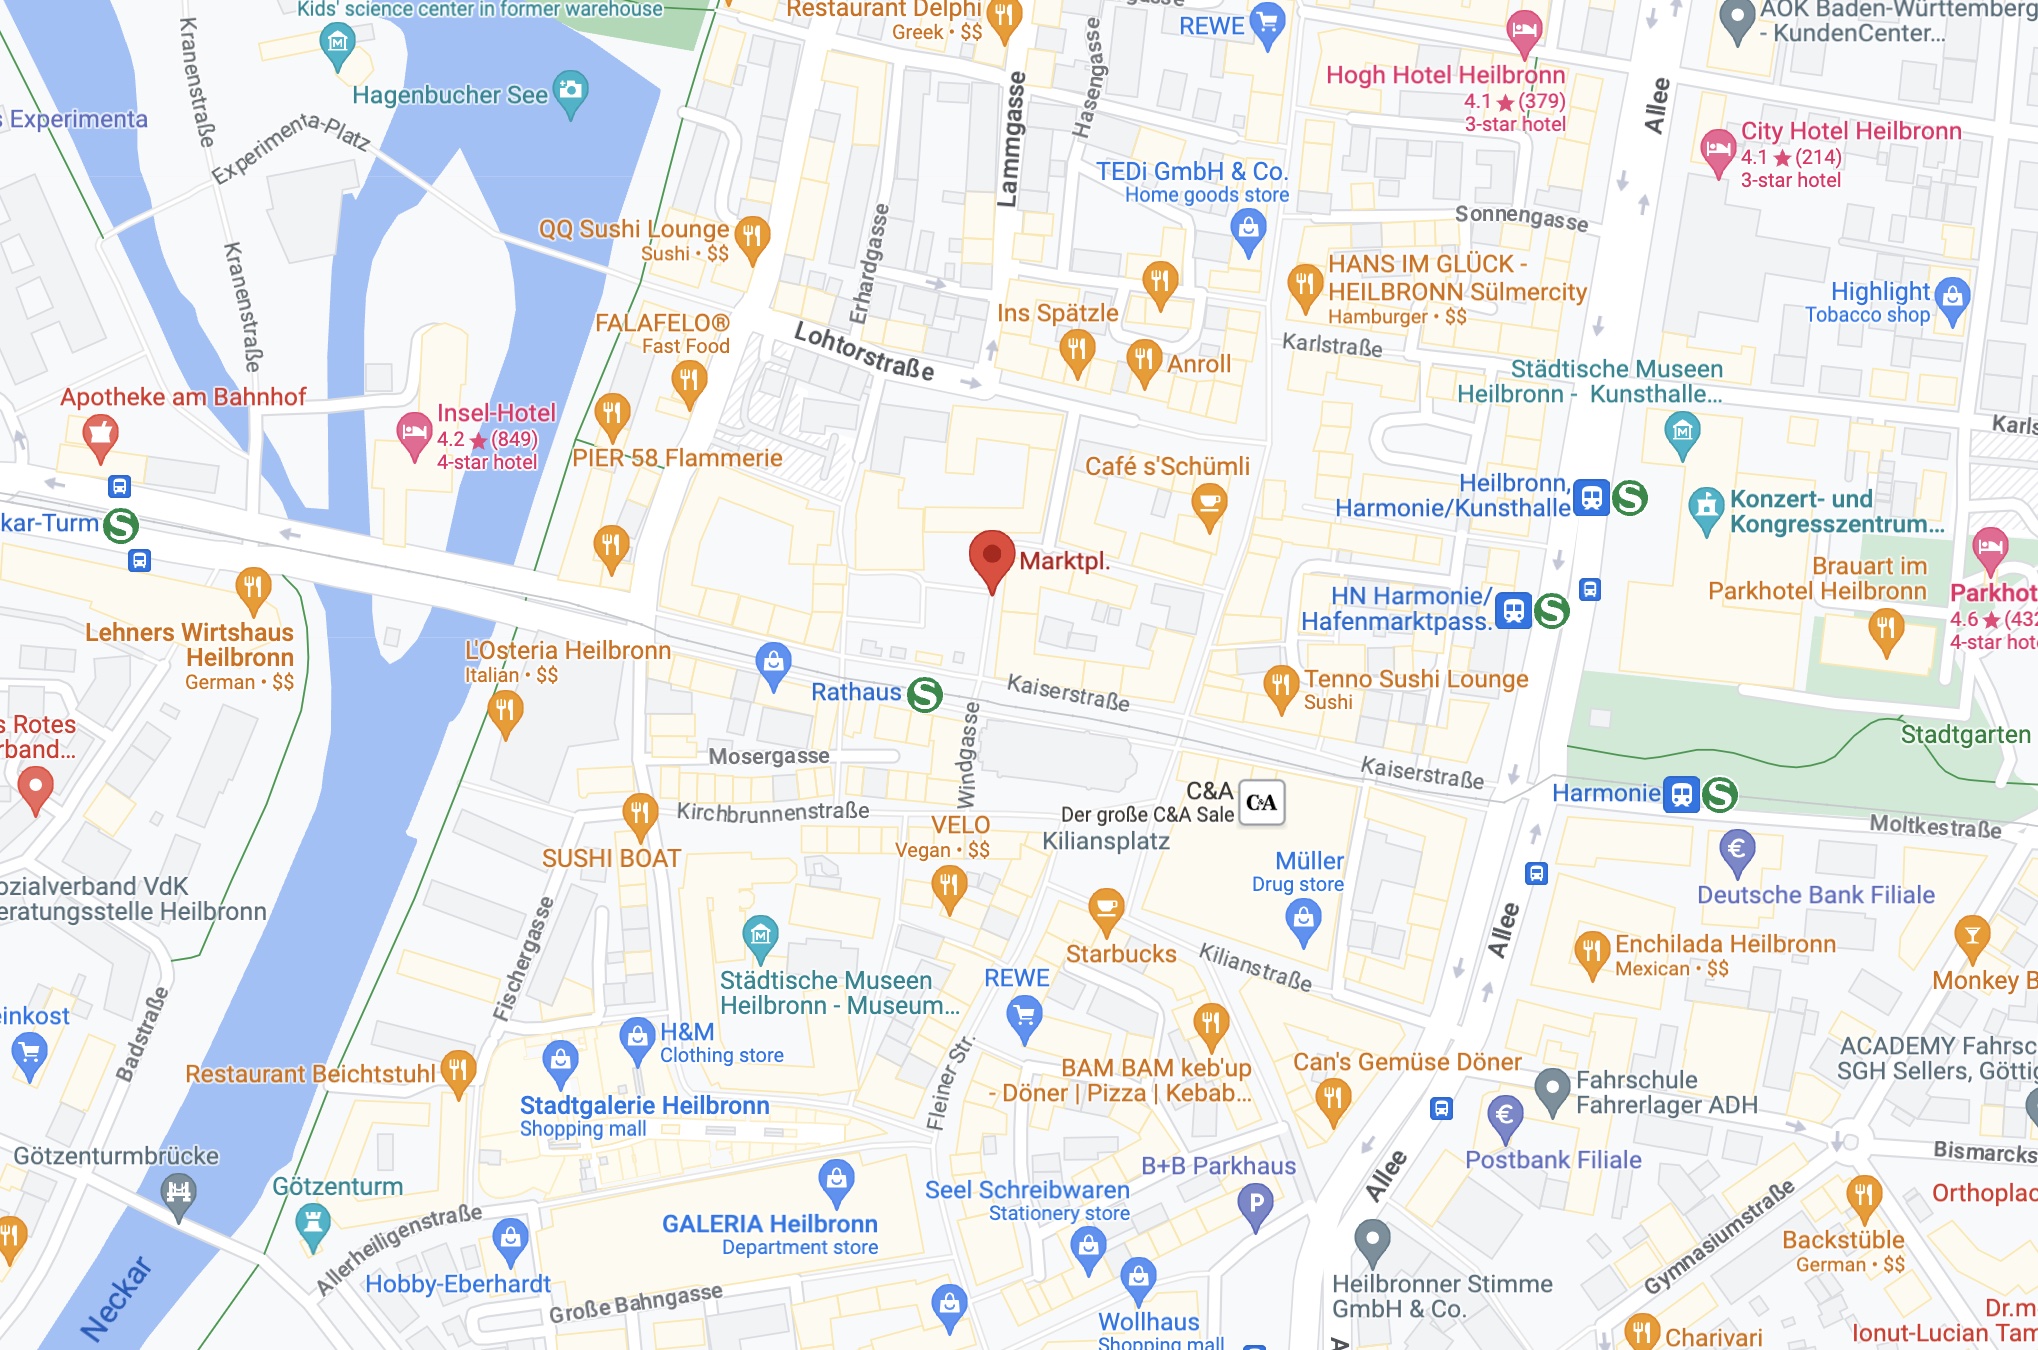 Kids' science center in former warehouse
Restaurant Delphi
Greek • $$
REWE
AOK Baden-Württemberg
- KundenCenter...
Kranenstraße
Hagenbucher See
Lammgasse
Hasengasse
Hogh Hotel Heilbronn
4.1 ★ (379)
3-star hotel
Allee
s Experimenta
Experimenta-Platz
City Hotel Heilbronn
4.1 ★ (214)
3-star hotel
TEDi GmbH & Co.
Home goods store
QQ Sushi Lounge
Sushi • $$
Erhardgasse
Sonnengasse
Kranenstraße
HANS IM GLÜCK -
HEILBRONN Sülmercity
Hamburger • $$
Highlight
Tobacco shop
FALAFELO®
Fast Food
Ins Spätzle
Lohtorstraße
Karlstraße
Anroll
Städtische Museen
Heilbronn - Kunsthalle...
Apotheke am Bahnhof
Insel-Hotel
4.2 ★ (849)
4-star hotel
Karls
PIER 58 Flammerie
Café s'Schümli
Heilbronn,
Harmonie/Kunsthalle
Konzert- und
Kongresszentrum...
kar-Turm
Marktpl.
Brauart im
Parkhotel Heilbronn
HN Harmonie/
Hafenmarktpass.
Parkhot
4.6 ★ (432
4-star hote
Lehners Wirtshaus
Heilbronn
German • $$
L'Osteria Heilbronn
Italian • $$
Rathaus
Kaiserstraße
Tenno Sushi Lounge
Sushi
s Rotes
rband...
Stadtgarten
Mosergasse
Windgasse
Kaiserstraße
C&A
Der große C&A Sale
C&A
Harmonie
Kirchbrunnenstraße
Kiliansplatz
Moltkestraße
SUSHI BOAT
VELO
Vegan • $$
Müller
Drug store
Deutsche Bank Filiale
ozialverband VdK
eratungsstelle Heilbronn
Fischergasse
Allee
Enchilada Heilbronn
Mexican • $$
Starbucks
Kilianstraße
Monkey B
Städtische Museen
Heilbronn - Museum...
REWE
einkost
Badstraße
H&M
Clothing store
Fleiner Str.
Restaurant Beichtstuhl
BAM BAM keb'up
- Döner | Pizza | Kebab...
Can's Gemüse Döner
ACADEMY Fahrsc
SGH Sellers, Göttig
Fahrschule
Fahrerlager ADH
Stadtgalerie Heilbronn
Shopping mall
Götzenturmbrücke
B+B Parkhaus
P
Postbank Filiale
Bismarcks
Allee
Götzenturm
Seel Schreibwaren
Stationery store
Gymnasiumstraße
Orthoplac
GALERIA Heilbronn
Department store
Allerheiligenstraße
Backstüble
German • $$
Hobby-Eberhardt
Neckar
Große Bahngasse
Heilbronner Stimme
GmbH & Co.
Wollhaus
Shopping mall
Charivari
Dr.m
Ionut-Lucian Tam